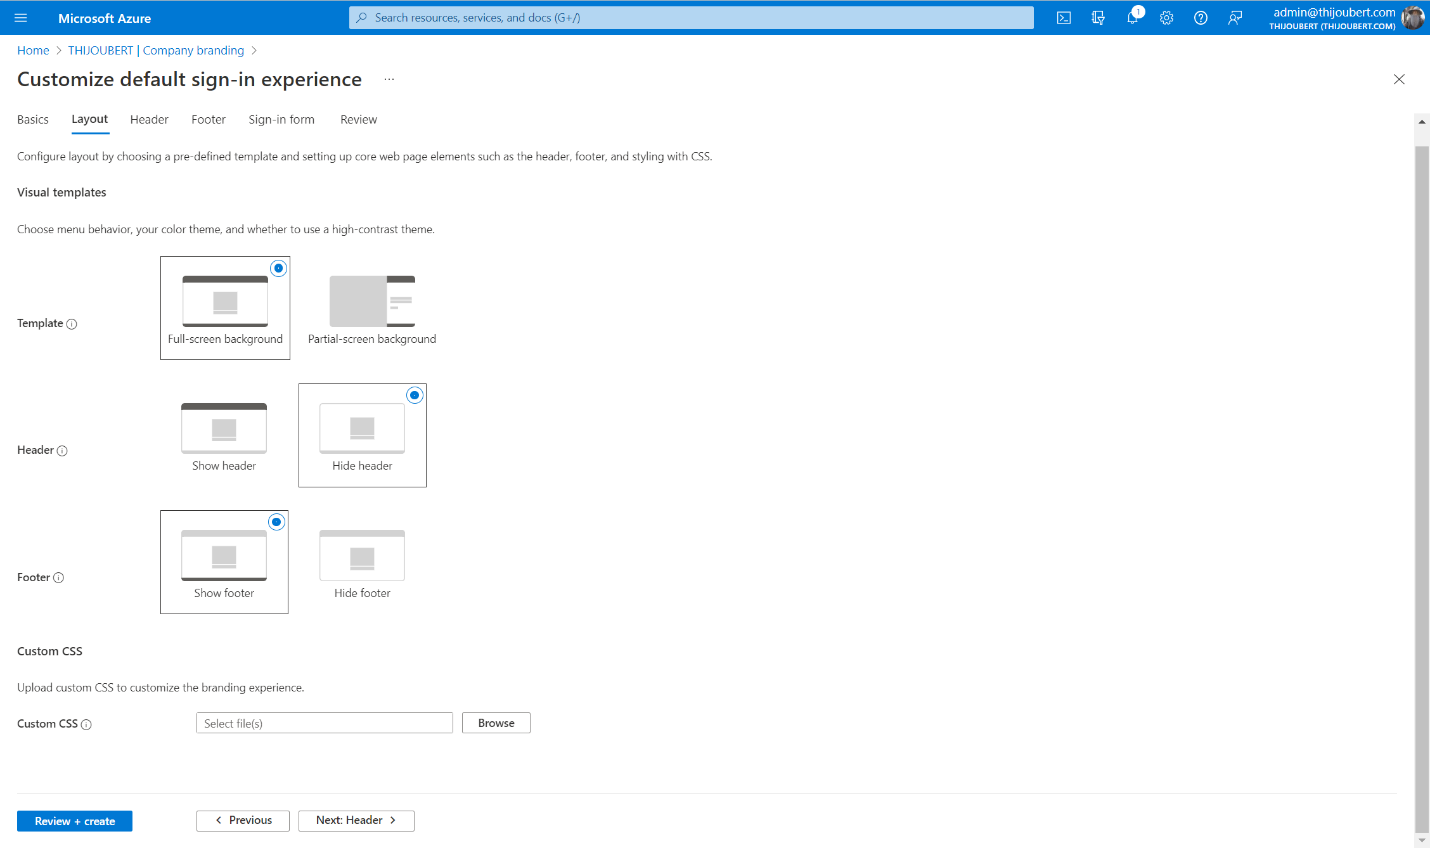 Microsoft Azure
Search resources, services, and docs (G+/)
1
admin@thijoubert.com
THIJOUBERT (THIJOUBERT.COM)
Home > THIJOUBERT | Company branding >
Customize default sign-in experience ...
Basics Layout Header Footer Sign-in form Review
Configure layout by choosing a pre-defined template and setting up core web page elements such as the header, footer, and styling with CSS.
Visual templates
Choose menu behavior, your color theme, and whether to use a high-contrast theme.
Template
Full-screen background Partial-screen background
Header
Show header Hide header
Footer
Show footer Hide footer
Custom CSS
Upload custom CSS to customize the branding experience.
Custom CSS Select file(s) Browse
Review + create < Previous Next: Header >